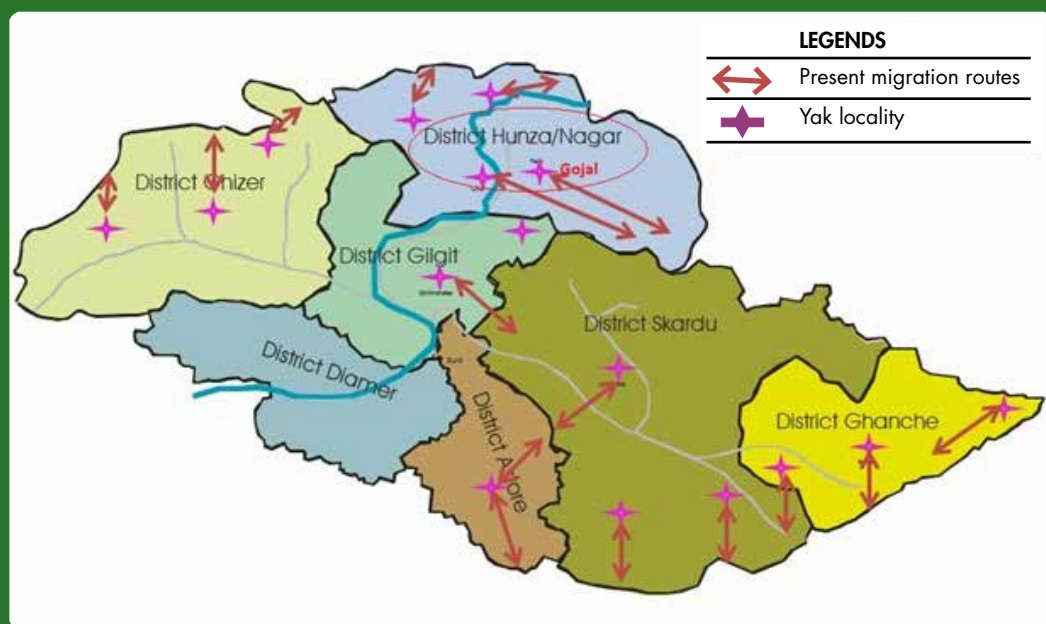 LEGENDS
Present migration routes
Yak locality
District Hunza/Nagar
Gojal
District Ghizer
District Gilgit
District Skardu
District Diamer
District Astore
District Ghanche